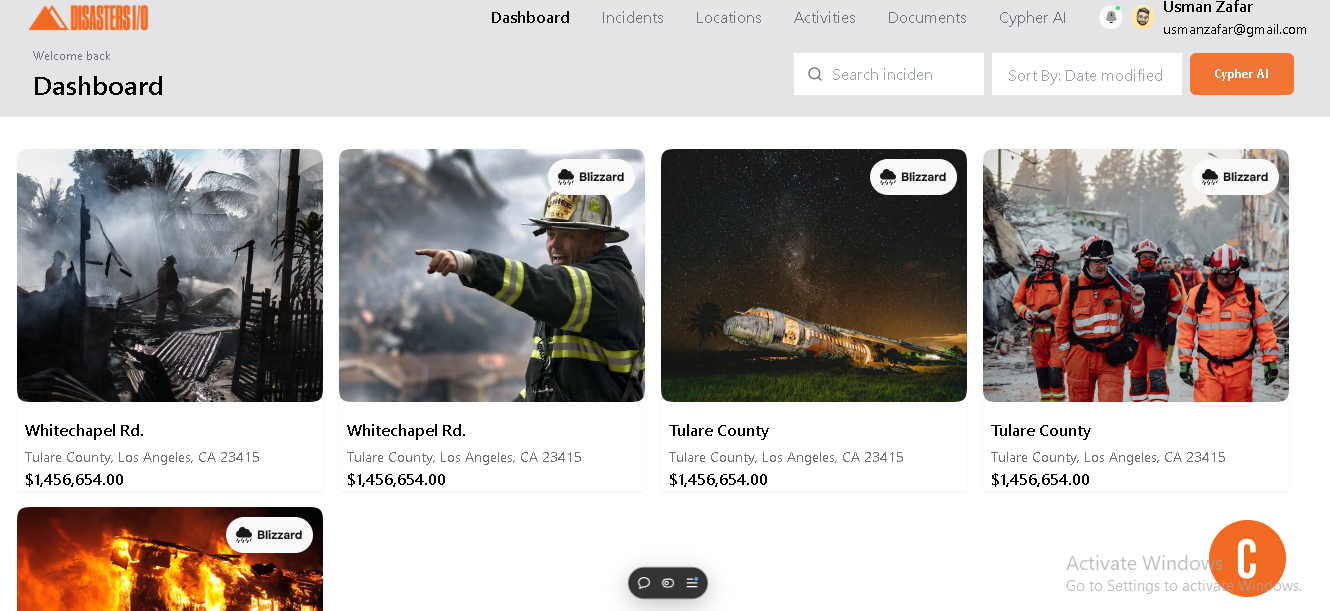 DISASTERS I/O
Dashboard
Incidents
Locations
Activities
Documents
Cypher AI
Usman Zafar
usmanzafar@gmail.com
Welcome back
Dashboard
Search inciden
Sort By: Date modified
Cypher AI
Blizzard
Blizzard
Blizzard
CHIEF
Whitechapel Rd.
Tulare County, Los Angeles, CA 23415
$1,456,654.00
Whitechapel Rd.
Tulare County, Los Angeles, CA 23415
$1,456,654.00
Tulare County
Tulare County, Los Angeles, CA 23415
$1,456,654.00
Tulare County
Tulare County, Los Angeles, CA 23415
$1,456,654.00
Blizzard
C
Activate Windows
Go to Settings to activate Windows.